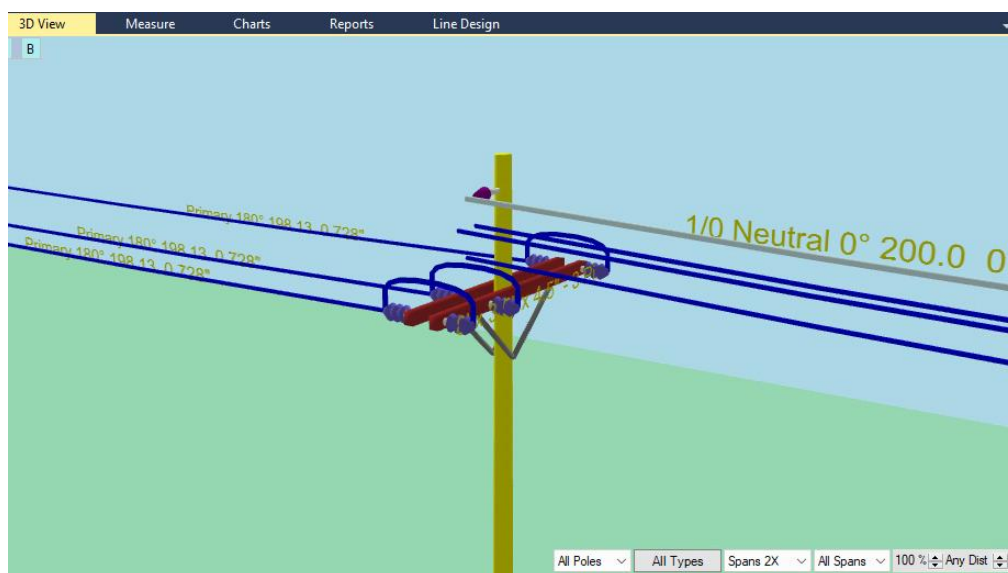 3D View Measure Charts Reports Line Design
B
Primary 180° 198.13 0.728"
Primary 180° 198.13 0.728"
Primary 180° 198.13 0.728"
1/0 Neutral 0° 200.0 0
All Poles All Types Spans 2X All Spans 100 % Any Dist